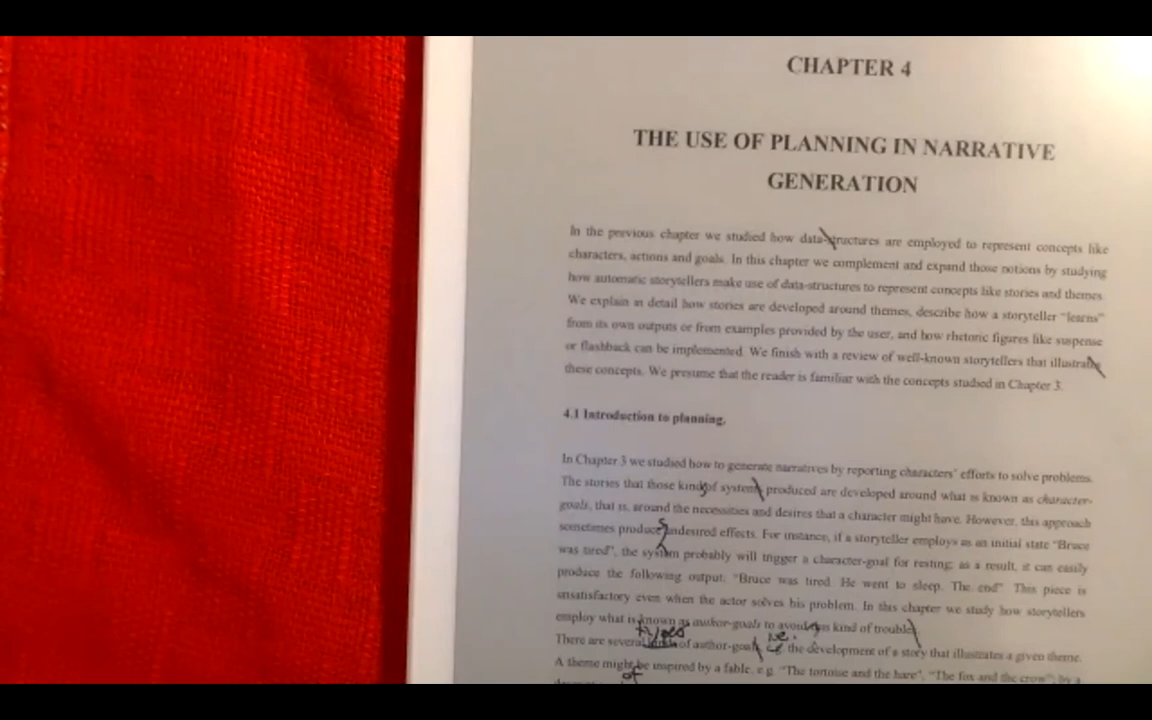 CHAPTER 4
THE USE OF PLANNING IN NARRATIVE
GENERATION
In the previous chapter we studied how data-structures are employed to represent concepts like
characters, actions and goals. In this chapter we complement and expand those notions by studying
how automatic storytellers make use of data-structures to represent concepts like stories and themes.
We explain in detail how stories are developed around themes, describe how a storyteller "learns"
from its own outputs or from examples provided by the user, and how rhetoric figures like suspense
or flashback can be implemented. We finish with a review of well-known storytellers that illustrate
these concepts. We presume that the reader is familiar with the concepts studied in Chapter 3.
4.1 Introduction to planning.
In Chapter 3 we studied how to generate narratives by reporting characters' efforts to solve problems.
The stories that those kind of systems produced are developed around what is known as character-
goals, that is, around the necessities and desires that a character might have. However, this approach
sometimes produce undesired effects. For instance, if a storyteller employs as an initial state "Bruce
was tired", the system probably will trigger a character-goal for resting; as a result, it can easily
produce the following output: "Bruce was tired. He went to sleep. The end" This piece is
unsatisfactory even when the actor solves his problem. In this chapter we study how storytellers
employ what is known as author-goals to avoid kind of trouble
types i.e.
There are several kinds of author-goals the development of a story that illustrates a given theme.
A theme might be inspired by a fable, e.g. "The tortoise and the hare", "The fox and the crow"; by a
of